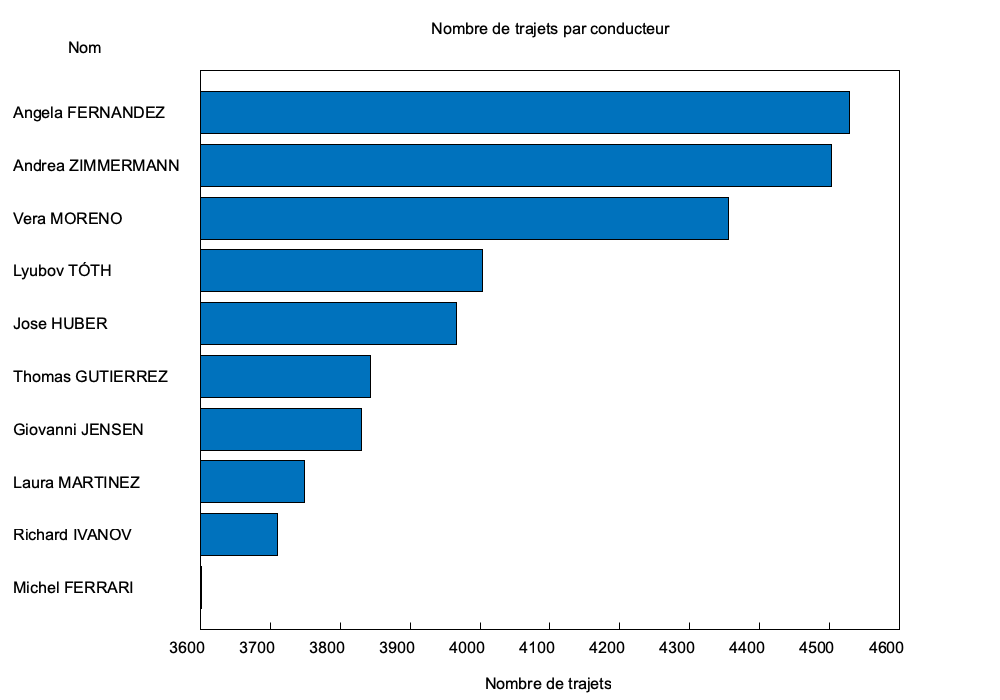 Nombre de trajets par conducteur
Nom
Angela FERNANDEZ
Andrea ZIMMERMANN
Vera MORENO
Lyubov TÓTH
Jose HUBER
Thomas GUTIERREZ
Giovanni JENSEN
Laura MARTINEZ
Richard IVANOV
Michel FERRARI
3600 3700 3800 3900 4000 4100 4200 4300 4400 4500 4600
Nombre de trajets